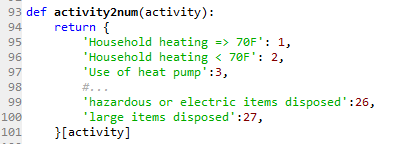 93 def activity2num(activity):
94     return {
95         'Household heating => 70F': 1,
96         'Household heating < 70F': 2,
97         'Use of heat pump':3,
98         #...
99         'hazardous or electric items disposed':26,
100         'large items disposed':27,
101     }[activity]